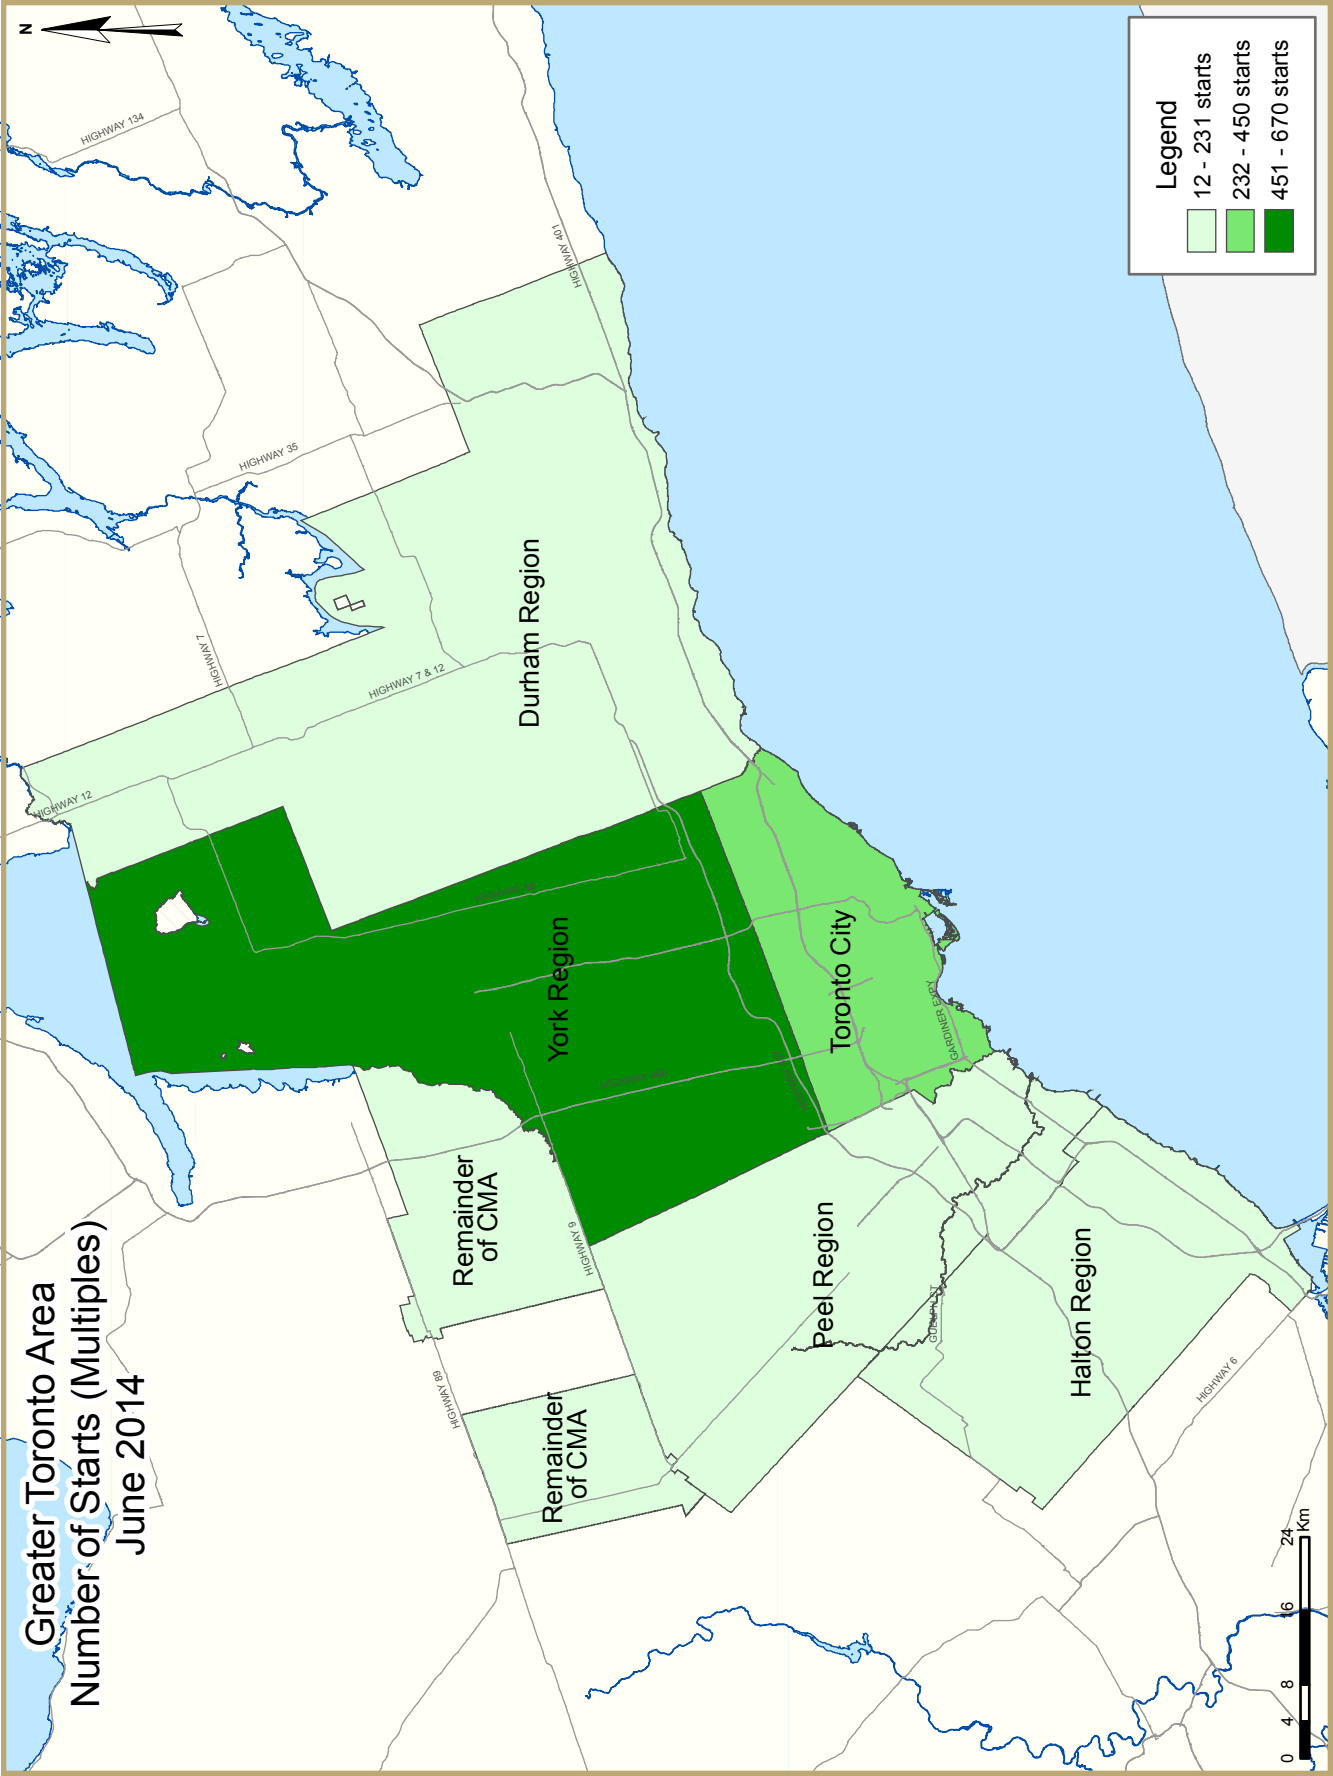 Greater Toronto Area
Number of Starts (Multiples)
June 2014
N
HIGHWAY 134
HIGHWAY 401
HIGHWAY 35
HIGHWAY 7
HIGHWAY 7 & 12
HIGHWAY 12
Durham Region
York Region
Toronto City
GARDINER EXPY
Remainder
of CMA
HIGHWAY 9
HIGHWAY 89
Remainder
of CMA
Peel Region
Halton Region
HIGHWAY 6
Legend
12 - 231 starts
232 - 450 starts
451 - 670 starts
0 4 8 16 24
Km